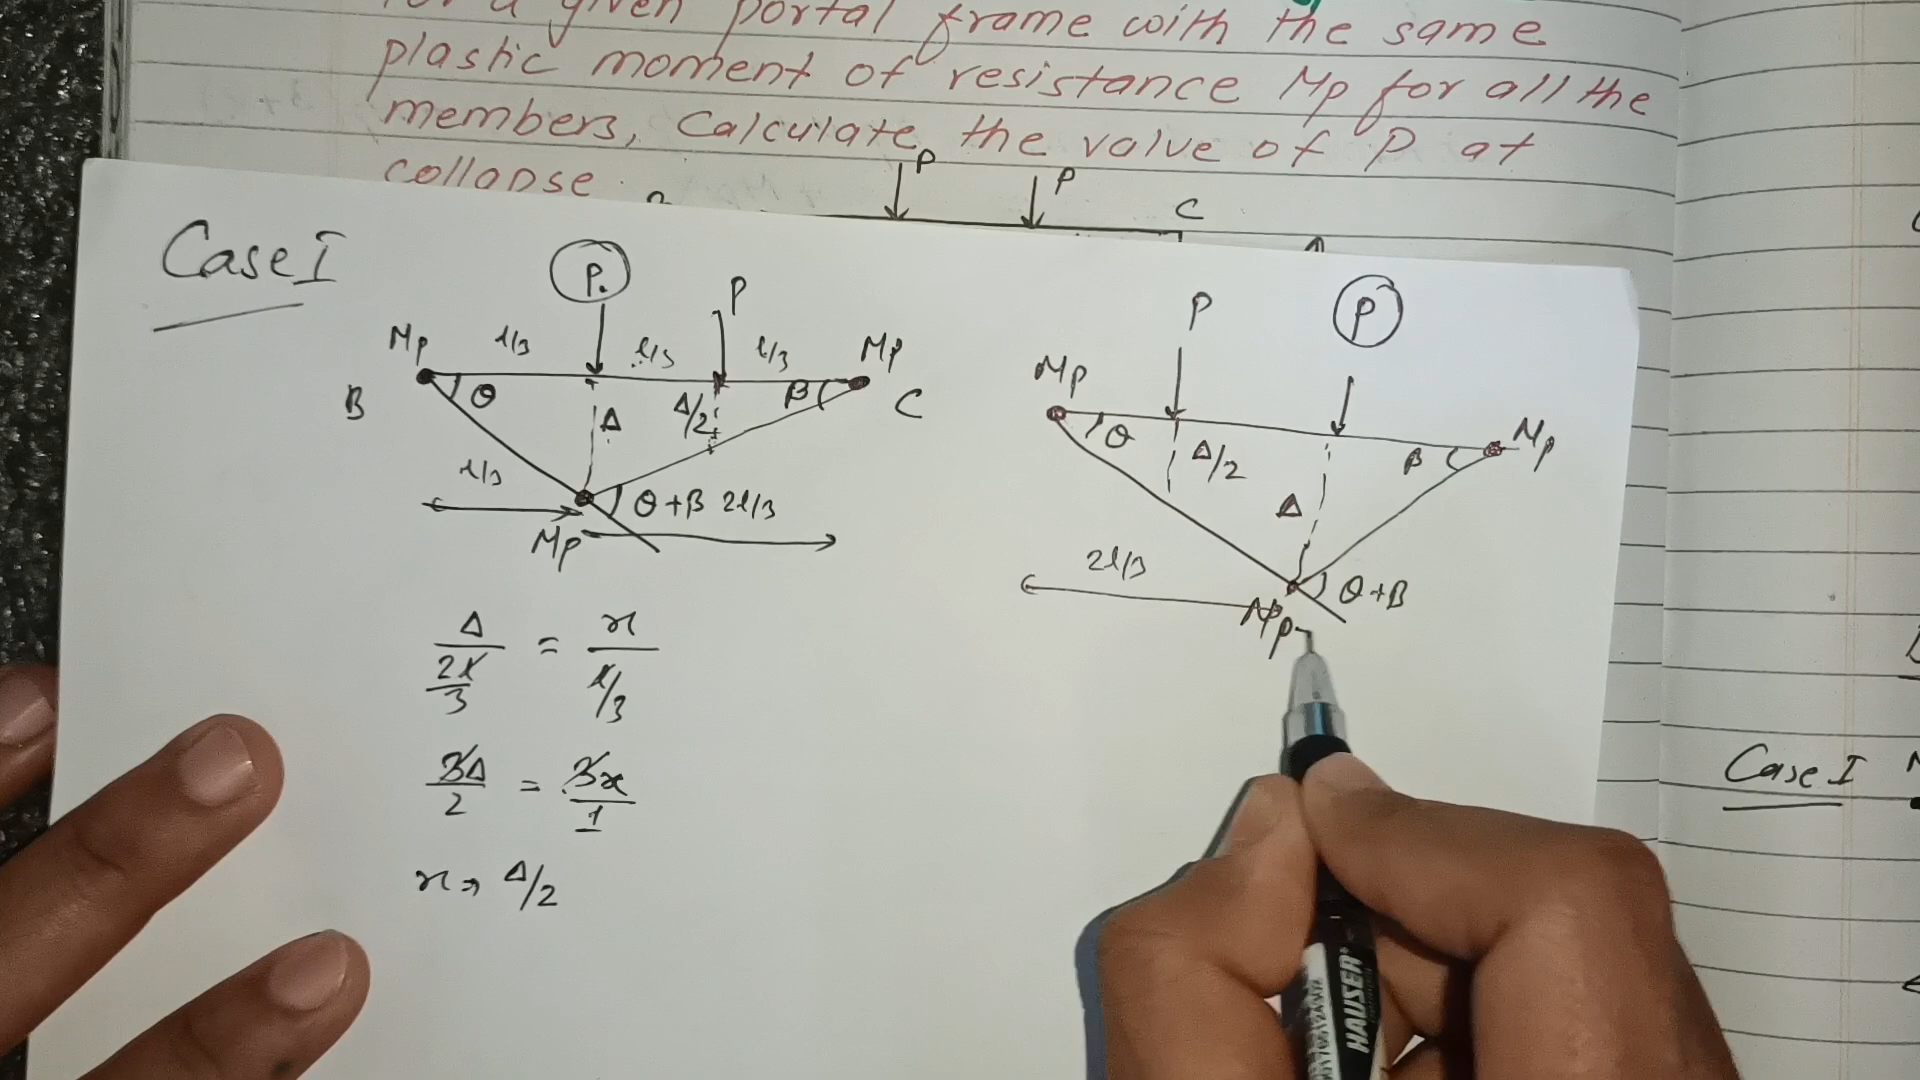 for a given portal frame with the same
plastic moment of resistance Mp for all the
members, Calculate the value of P at
collapse.
P
P
C
Case I
P.
P
Mp
l/3
l/3
l/3
Mp
B
θ
Δ
Δ/2
β
C
l/3
θ+β
2l/3
Mp
Δ/(2l/3) = x/(l/3)
3Δ/2 = 3x/1
x ⇒ Δ/2
P
P
Mp
θ
Δ/2
β
Mp
Δ
2l/3
θ+β
Mp
Case I
HAUSER